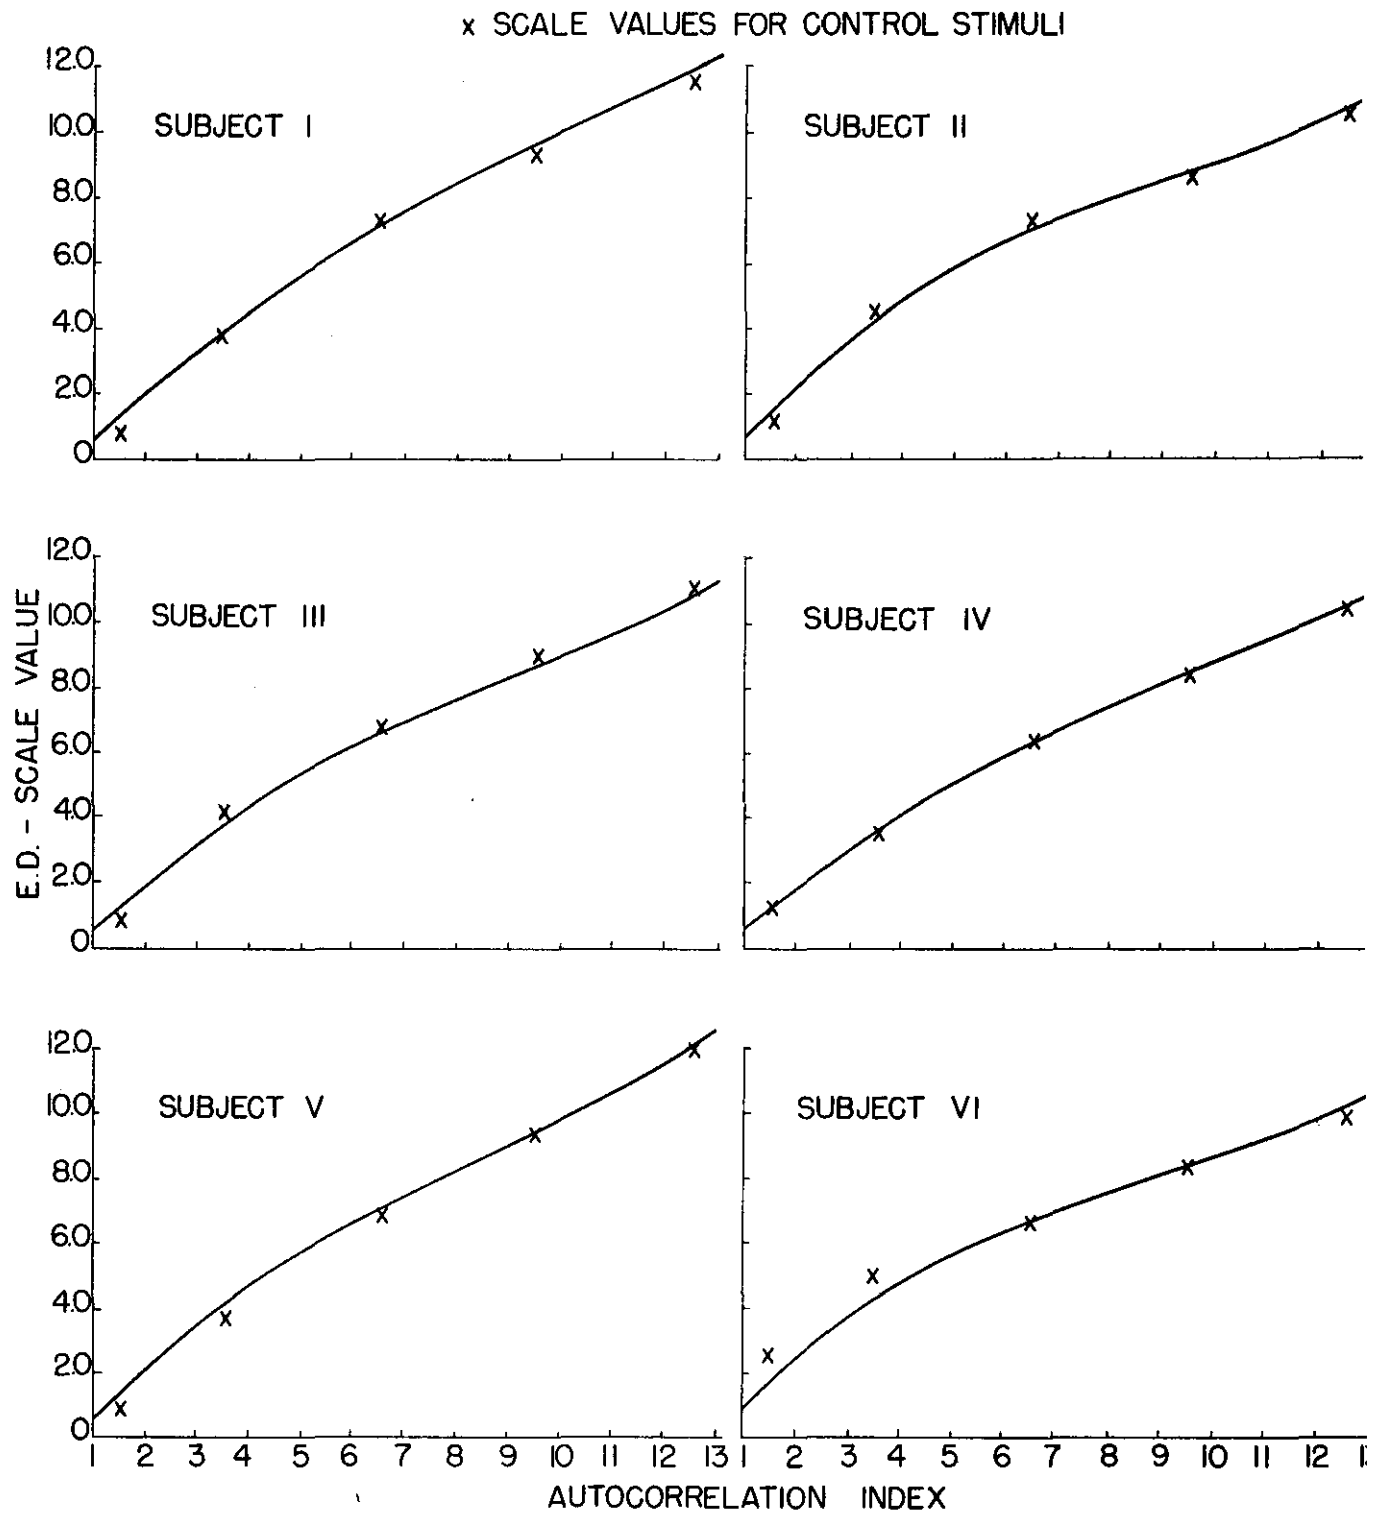 x SCALE VALUES FOR CONTROL STIMULI
12.0
10.0
8.0
6.0
4.0
2.0
0
SUBJECT I
SUBJECT II
E.D. - SCALE VALUE
12.0
10.0
8.0
6.0
4.0
2.0
0
SUBJECT III
SUBJECT IV
12.0
10.0
8.0
6.0
4.0
2.0
0
SUBJECT V
SUBJECT VI
1 2 3 4 5 6 7 8 9 10 11 12 13
1 2 3 4 5 6 7 8 9 10 11 12
AUTOCORRELATION INDEX